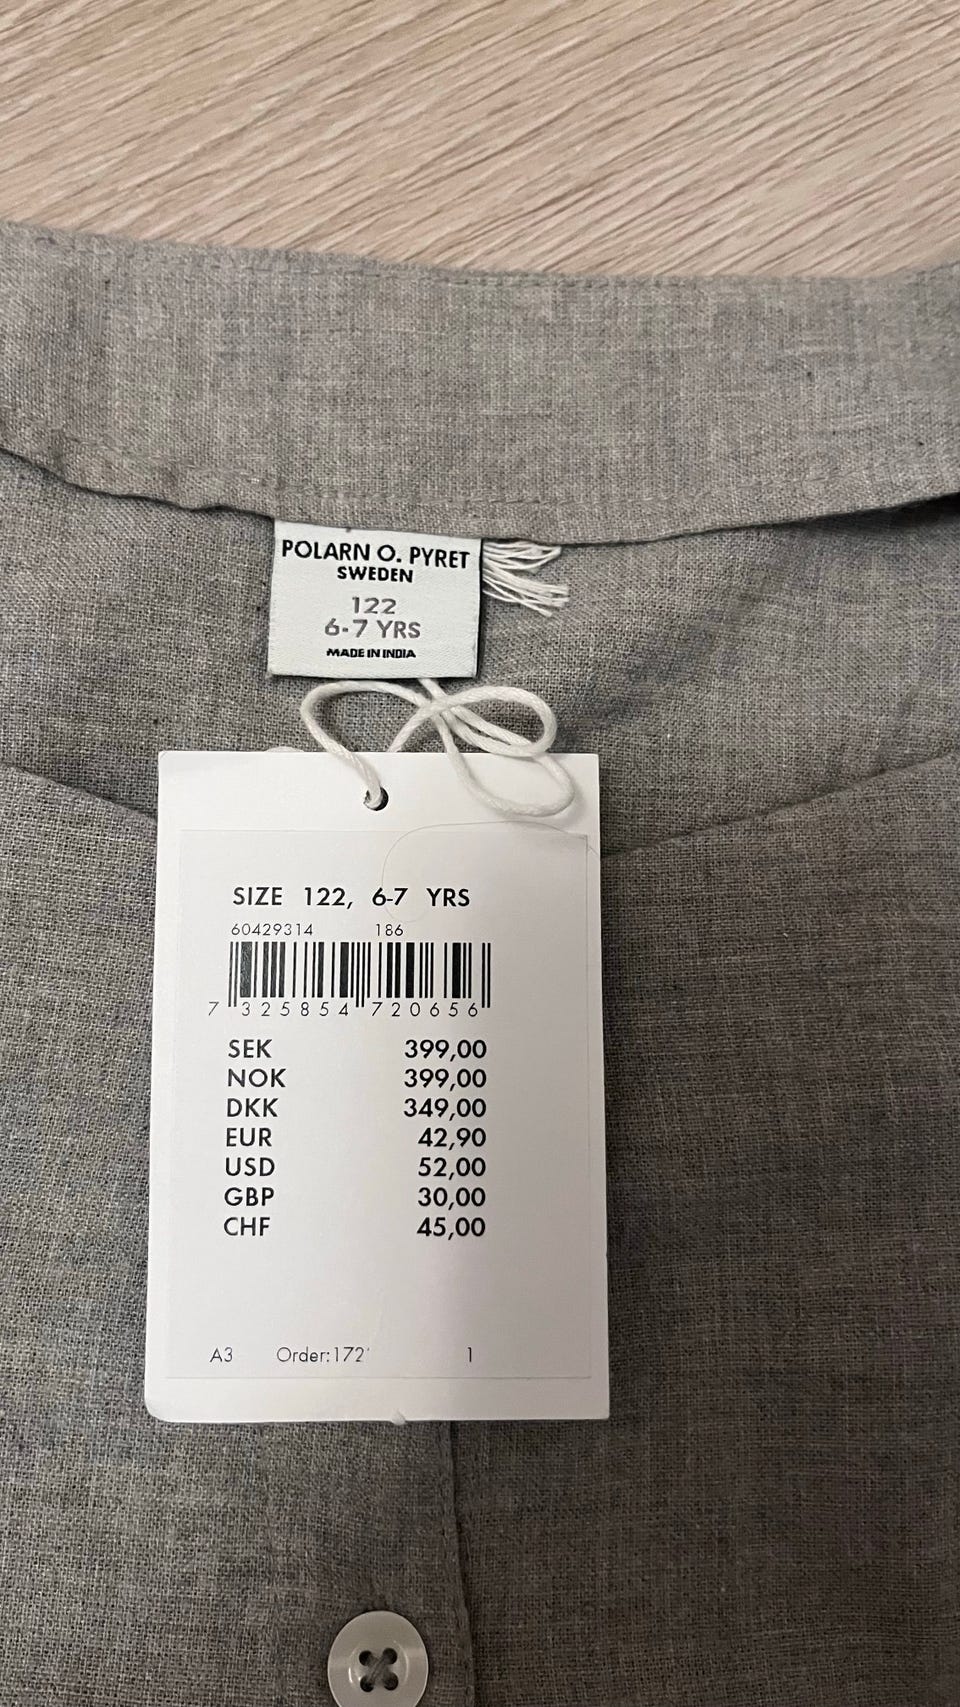 POLARN O. PYRET
SWEDEN
122
6-7 YRS
MADE IN INDIA
SIZE 122, 6-7 YRS
60429314 186
7 325854 720656
SEK 399,00
NOK 399,00
DKK 349,00
EUR 42,90
USD 52,00
GBP 30,00
CHF 45,00
A3 Order:172 1